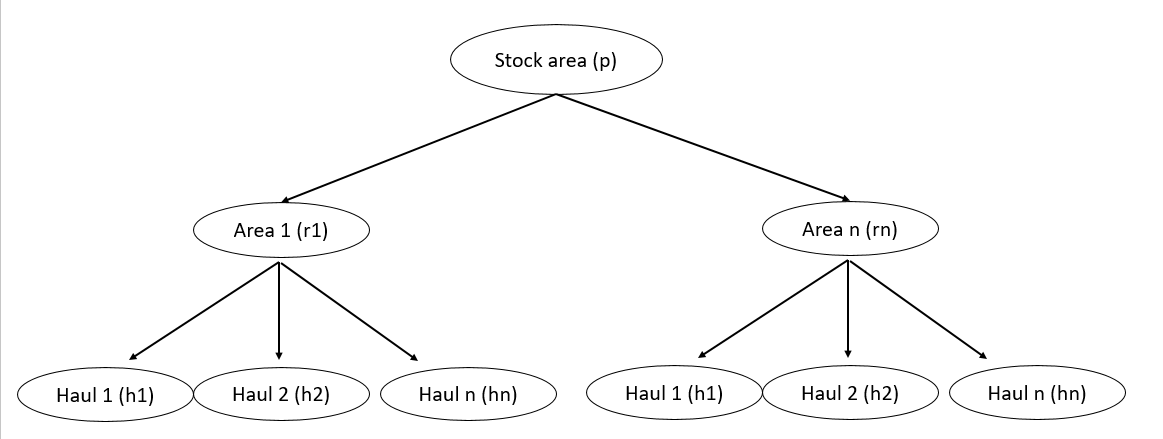 Stock area (p)
Area 1 (r1)
Area n (rn)
Haul 1 (h1)
Haul 2 (h2)
Haul n (hn)
Haul 1 (h1)
Haul 2 (h2)
Haul n (hn)